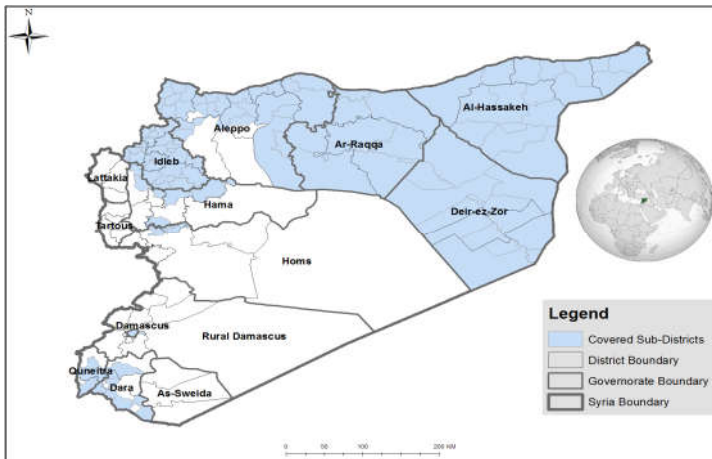 N
Al-Hassakeh
Aleppo
Ar-Raqqa
Idleb
Lattakia
Hama
Deir-ez-Zor
Tartous
Homs
Damascus
Rural Damascus
Quneitra
Dara
As-Sweida
Legend
Covered Sub-Districts
District Boundary
Governorate Boundary
Syria Boundary
0 50 100 200 KM